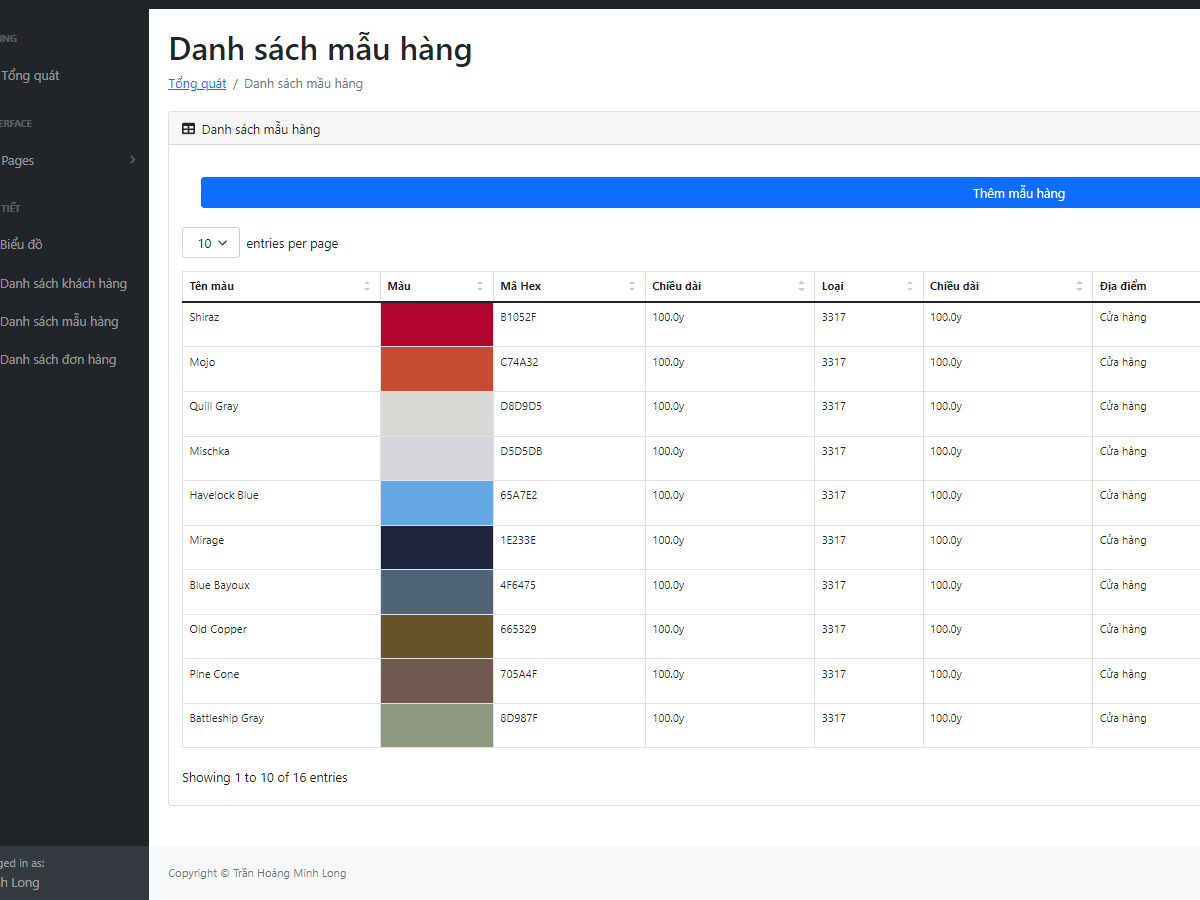 UNG
Tổng quát
ERFACE
Pages
TIẾT
Biểu đồ
Danh sách khách hàng
Danh sách mẫu hàng
Danh sách đơn hàng
ged in as:
h Long
Danh sách mẫu hàng
Tổng quát / Danh sách mầu hàng
Danh sách mẫu hàng
Thêm mẫu hàng
10 entries per page
Tên màu Màu Mã Hex Chiều dài Loại Chiều dài Địa điểm
Shiraz B1052F 100.0y 3317 100.0y Cửa hàng
Mojo C74A32 100.0y 3317 100.0y Cửa hàng
Quill Gray D8D9D5 100.0y 3317 100.0y Cửa hàng
Mischka D5D5DB 100.0y 3317 100.0y Cửa hàng
Havelock Blue 65A7E2 100.0y 3317 100.0y Cửa hàng
Mirage 1E233E 100.0y 3317 100.0y Cửa hàng
Blue Bayoux 4F6475 100.0y 3317 100.0y Cửa hàng
Old Copper 665329 100.0y 3317 100.0y Cửa hàng
Pine Cone 705A4F 100.0y 3317 100.0y Cửa hàng
Battleship Gray 8D987F 100.0y 3317 100.0y Cửa hàng
Showing 1 to 10 of 16 entries
Copyright © Trần Hoàng Minh Long